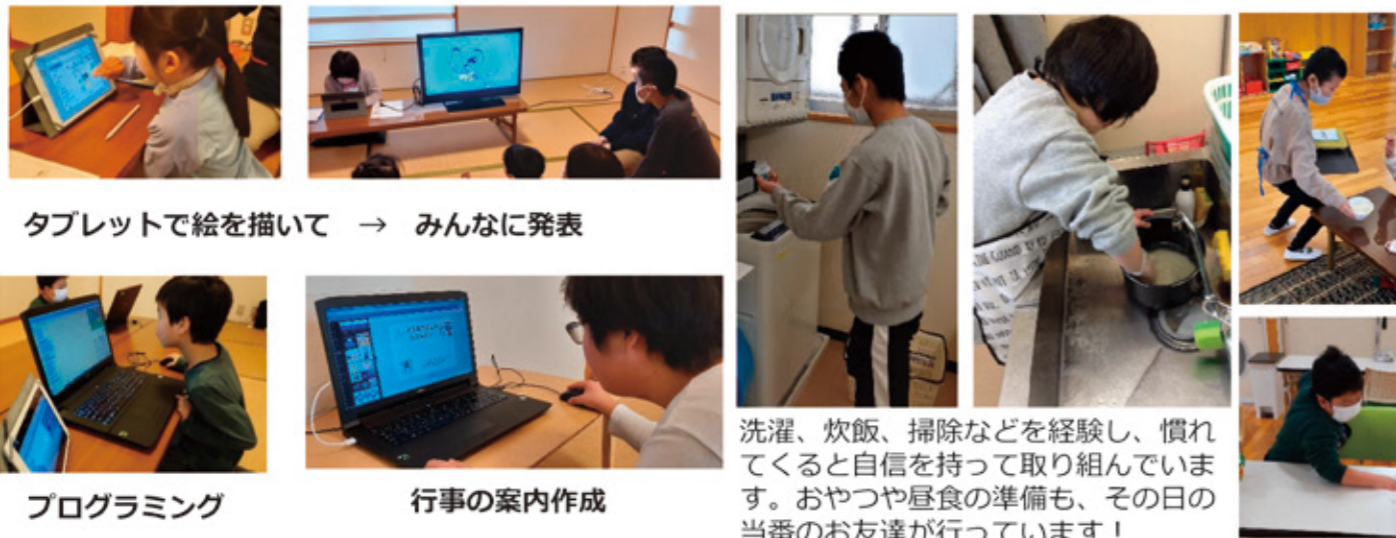 タブレットで絵を描いて → みんなに発表
プログラミング
行事の案内作成
洗濯、炊飯、掃除などを経験し、慣れ
てくると自信を持って取り組んでいま
す。おやつや昼食の準備も、その日の
当番のお友達が行っています！